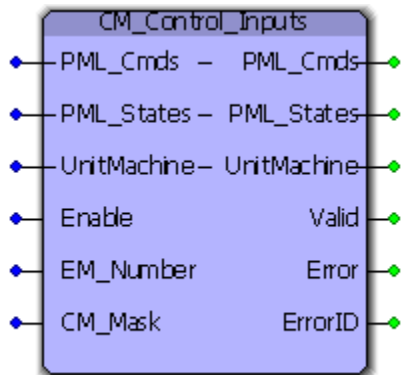 CM_Control_Inputs
PML_Cmds – PML_Cmds
PML_States – PML_States
UnitMachine – UnitMachine
Enable Valid
EM_Number Error
CM_Mask ErrorID